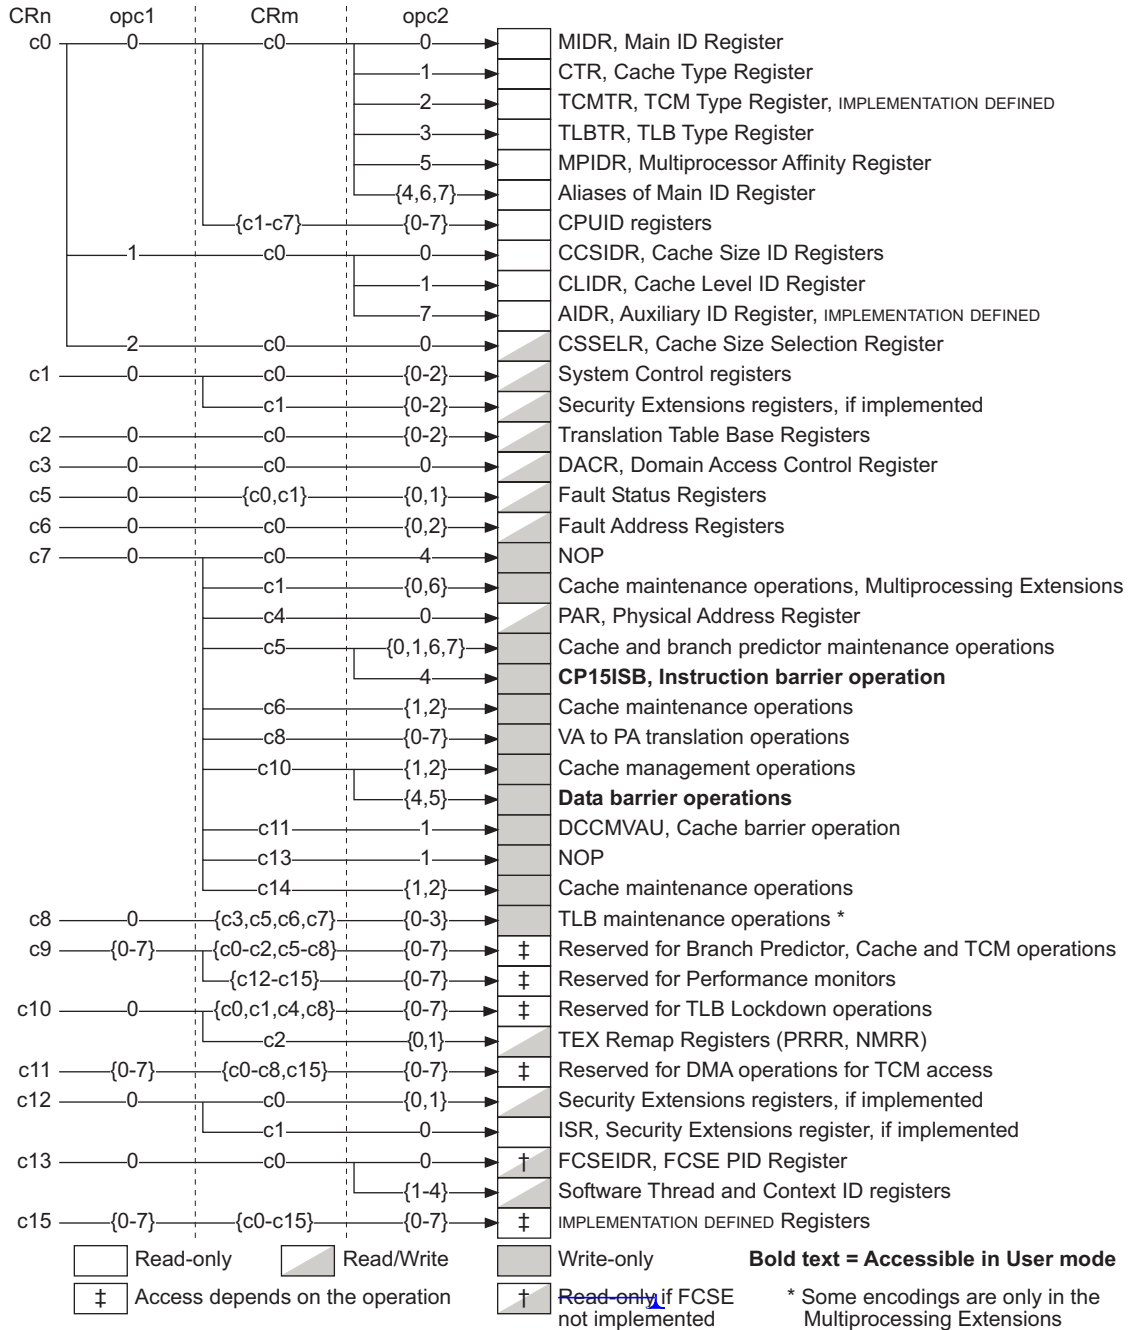 CRn opc1 CRm opc2
c0 0 c0 0 MIDR, Main ID Register
1 CTR, Cache Type Register
2 TCMTR, TCM Type Register, IMPLEMENTATION DEFINED
3 TLBTR, TLB Type Register
5 MPIDR, Multiprocessor Affinity Register
{4,6,7} Aliases of Main ID Register
{c1-c7} {0-7} CPUID registers
1 c0 0 CCSIDR, Cache Size ID Registers
1 CLIDR, Cache Level ID Register
7 AIDR, Auxiliary ID Register, IMPLEMENTATION DEFINED
2 c0 0 CSSELR, Cache Size Selection Register
c1 0 c0 {0-2} System Control registers
c1 {0-2} Security Extensions registers, if implemented
c2 0 c0 {0-2} Translation Table Base Registers
c3 0 c0 0 DACR, Domain Access Control Register
c5 0 {c0,c1} {0,1} Fault Status Registers
c6 0 c0 {0,2} Fault Address Registers
c7 0 c0 4 NOP
c1 {0,6} Cache maintenance operations, Multiprocessing Extensions
c4 0 PAR, Physical Address Register
c5 {0,1,6,7} Cache and branch predictor maintenance operations
4 CP15ISB, Instruction barrier operation
c6 {1,2} Cache maintenance operations
c8 {0-7} VA to PA translation operations
c10 {1,2} Cache management operations
{4,5} Data barrier operations
c11 1 DCCMVAU, Cache barrier operation
c13 1 NOP
c14 {1,2} Cache maintenance operations
c8 0 {c3,c5,c6,c7} {0-3} TLB maintenance operations *
c9 {0-7} {c0-c2,c5-c8} {0-7} ‡ Reserved for Branch Predictor, Cache and TCM operations
{c12-c15} {0-7} ‡ Reserved for Performance monitors
c10 0 {c0,c1,c4,c8} {0-7} ‡ Reserved for TLB Lockdown operations
c2 {0,1} TEX Remap Registers (PRRR, NMRR)
c11 {0-7} {c0-c8,c15} {0-7} ‡ Reserved for DMA operations for TCM access
c12 0 c0 {0,1} Security Extensions registers, if implemented
c1 0 ISR, Security Extensions register, if implemented
c13 0 c0 0 † FCSEIDR, FCSE PID Register
{1-4} Software Thread and Context ID registers
c15 {0-7} {c0-c15} {0-7} ‡ IMPLEMENTATION DEFINED Registers
Read-only Read/Write Write-only Bold text = Accessible in User mode
‡ Access depends on the operation † Read-only if FCSE * Some encodings are only in the
not implemented Multiprocessing Extensions